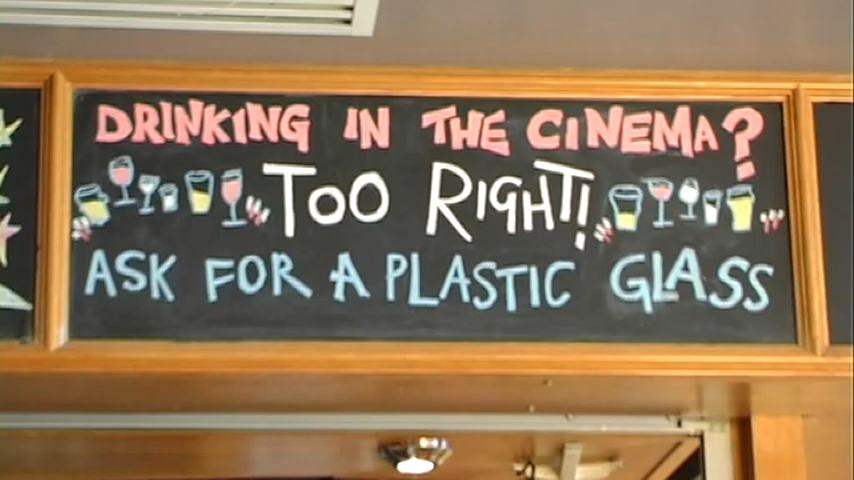 DRINKING IN THE CINEMA?
TOO RIGHT!
ASK FOR A PLASTIC GLASS